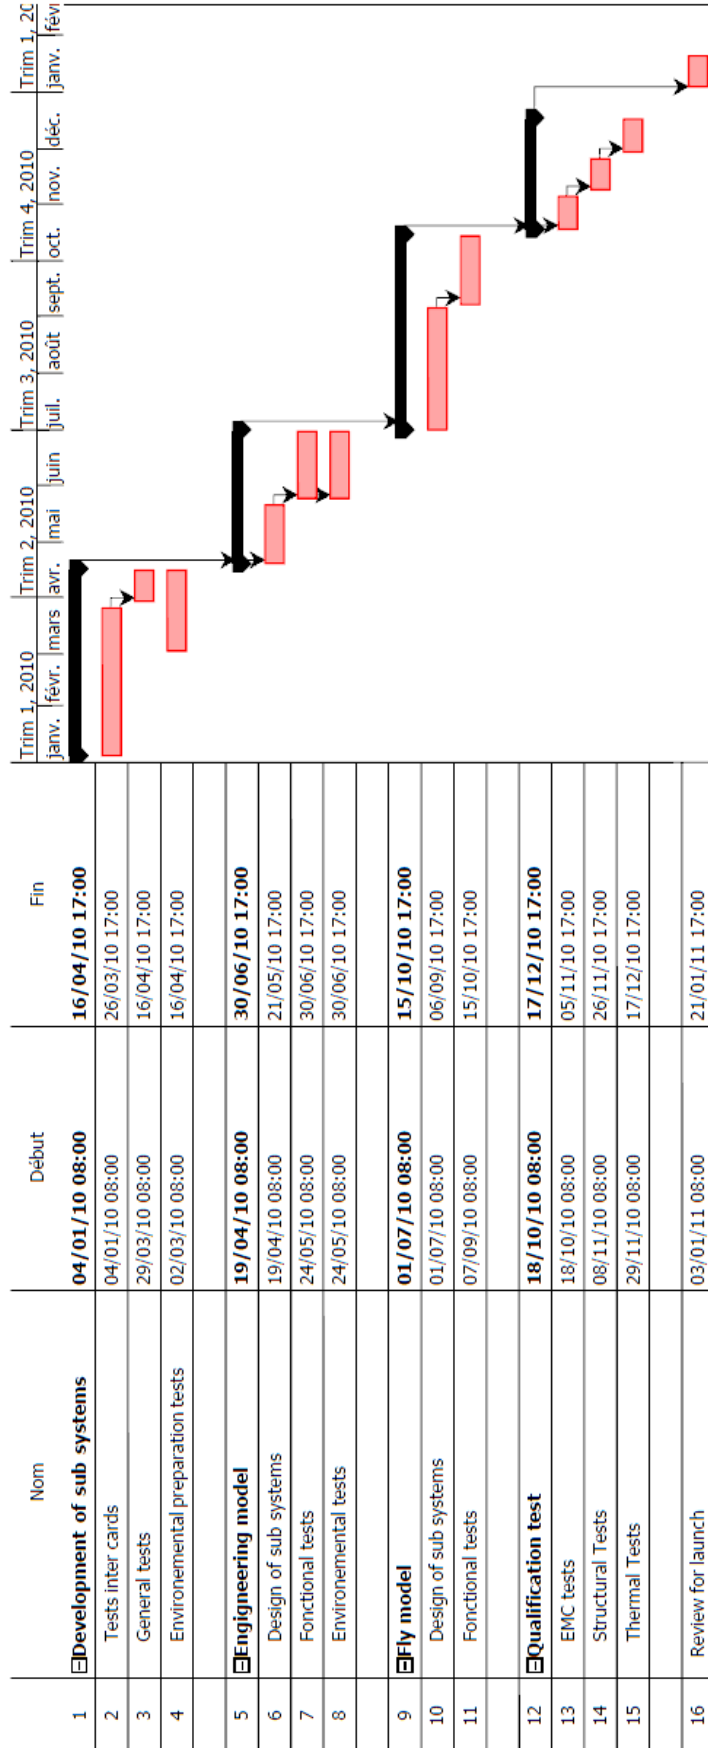 Nom Début Fin Trim 1, 2010 Trim 2, 2010 Trim 3, 2010 Trim 4, 2010 Trim 1, 20
janv. févr. mars avr. mai juin juil. août sept. oct. nov. déc. janv. févr
1 Development of sub systems 04/01/10 08:00 16/04/10 17:00
2 Tests inter cards 04/01/10 08:00 26/03/10 17:00
3 General tests 29/03/10 08:00 16/04/10 17:00
4 Environemental preparation tests 02/03/10 08:00 16/04/10 17:00
5 Engigneering model 19/04/10 08:00 30/06/10 17:00
6 Design of sub systems 19/04/10 08:00 21/05/10 17:00
7 Fonctional tests 24/05/10 08:00 30/06/10 17:00
8 Environemental tests 24/05/10 08:00 30/06/10 17:00
9 Fly model 01/07/10 08:00 15/10/10 17:00
10 Design of sub systems 01/07/10 08:00 06/09/10 17:00
11 Fonctional tests 07/09/10 08:00 15/10/10 17:00
12 Qualification test 18/10/10 08:00 17/12/10 17:00
13 EMC tests 18/10/10 08:00 05/11/10 17:00
14 Structural Tests 08/11/10 08:00 26/11/10 17:00
15 Thermal Tests 29/11/10 08:00 17/12/10 17:00
16 Review for launch 03/01/11 08:00 21/01/11 17:00